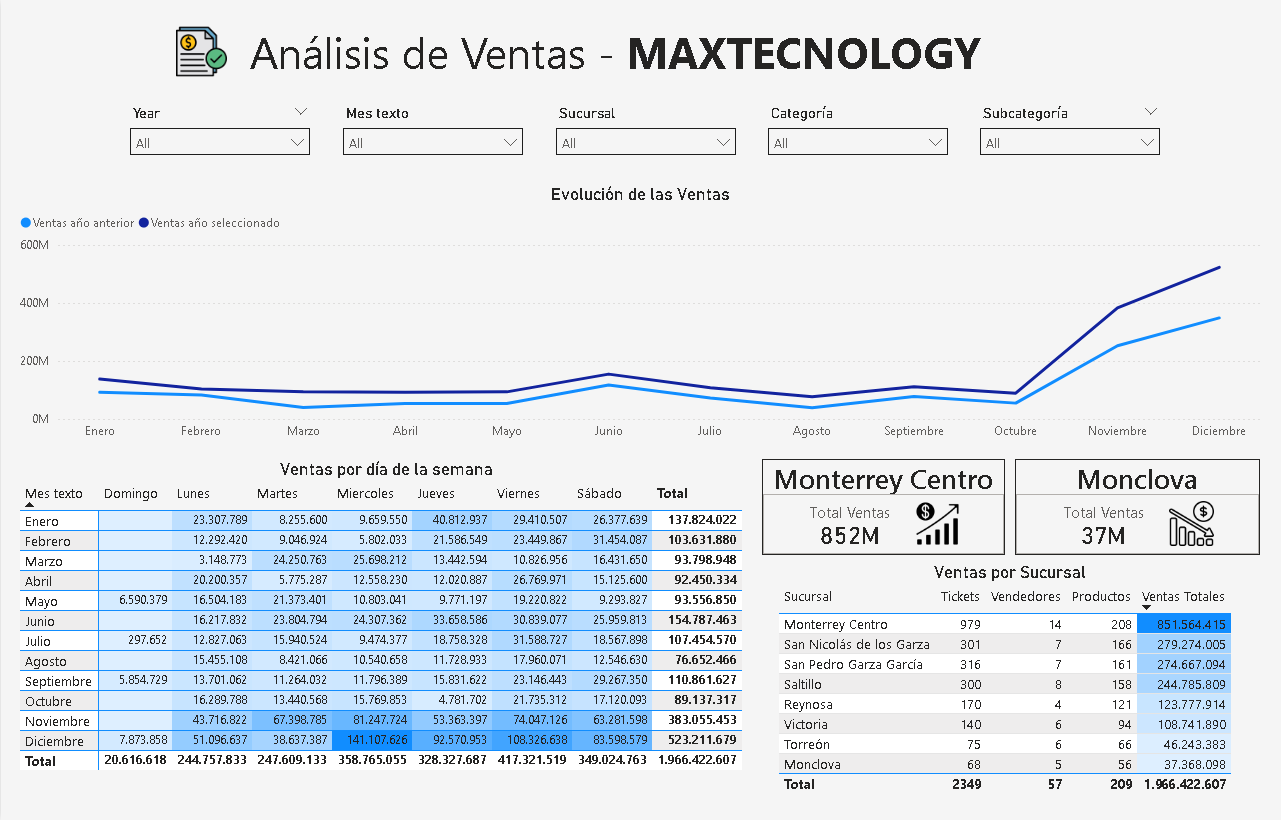 Análisis de Ventas - MAXTECNOLOGY
Year Mes texto Sucursal Categoría Subcategoría
All All All All All
Evolución de las Ventas
Ventas año anterior Ventas año seleccionado
600M
400M
200M
0M
Enero Febrero Marzo Abril Mayo Junio Julio Agosto Septiembre Octubre Noviembre Diciembre
Ventas por día de la semana
Mes texto Domingo Lunes Martes Miercoles Jueves Viernes Sábado Total
Enero 23.307.789 8.255.600 9.659.550 40.812.937 29.410.507 26.377.639 137.824.022
Febrero 12.292.420 9.046.924 5.802.033 21.586.549 23.449.867 31.454.087 103.631.880
Marzo 3.148.773 24.250.763 25.698.212 13.442.594 10.826.956 16.431.650 93.798.948
Abril 20.200.357 5.775.287 12.558.230 12.020.887 26.769.971 15.125.600 92.450.334
Mayo 6.590.379 16.504.183 21.373.401 10.803.041 9.771.197 19.220.822 9.293.827 93.556.850
Junio 16.217.832 23.804.794 24.307.362 33.658.586 30.839.077 25.959.813 154.787.463
Julio 297.652 12.827.063 15.940.524 9.474.377 18.758.328 31.588.727 18.567.898 107.454.570
Agosto 15.455.108 8.421.066 10.540.658 11.728.933 17.960.071 12.546.630 76.652.466
Septiembre 5.854.729 13.701.062 11.264.032 11.796.389 15.831.622 23.146.443 29.267.350 110.861.627
Octubre 16.289.788 13.440.568 15.769.853 4.781.702 21.735.312 17.120.093 89.137.317
Noviembre 43.716.822 67.398.785 81.247.724 53.363.397 74.047.126 63.281.598 383.055.453
Diciembre 7.873.858 51.096.637 38.637.387 141.107.626 92.570.953 108.326.638 83.598.579 523.211.679
Total 20.616.618 244.757.833 247.609.133 358.765.055 328.327.687 417.321.519 349.024.763 1.966.422.607
Monterrey Centro
Total Ventas
852M
Monclova
Total Ventas
37M
Ventas por Sucursal
Sucursal Tickets Vendedores Productos Ventas Totales
Monterrey Centro 979 14 208 851.564.415
San Nicolás de los Garza 301 7 166 279.274.005
San Pedro Garza García 316 7 161 274.667.094
Saltillo 300 8 158 244.785.809
Reynosa 170 4 121 123.777.914
Victoria 140 6 94 108.741.890
Torreón 75 6 66 46.243.383
Monclova 68 5 56 37.368.098
Total 2349 57 209 1.966.422.607